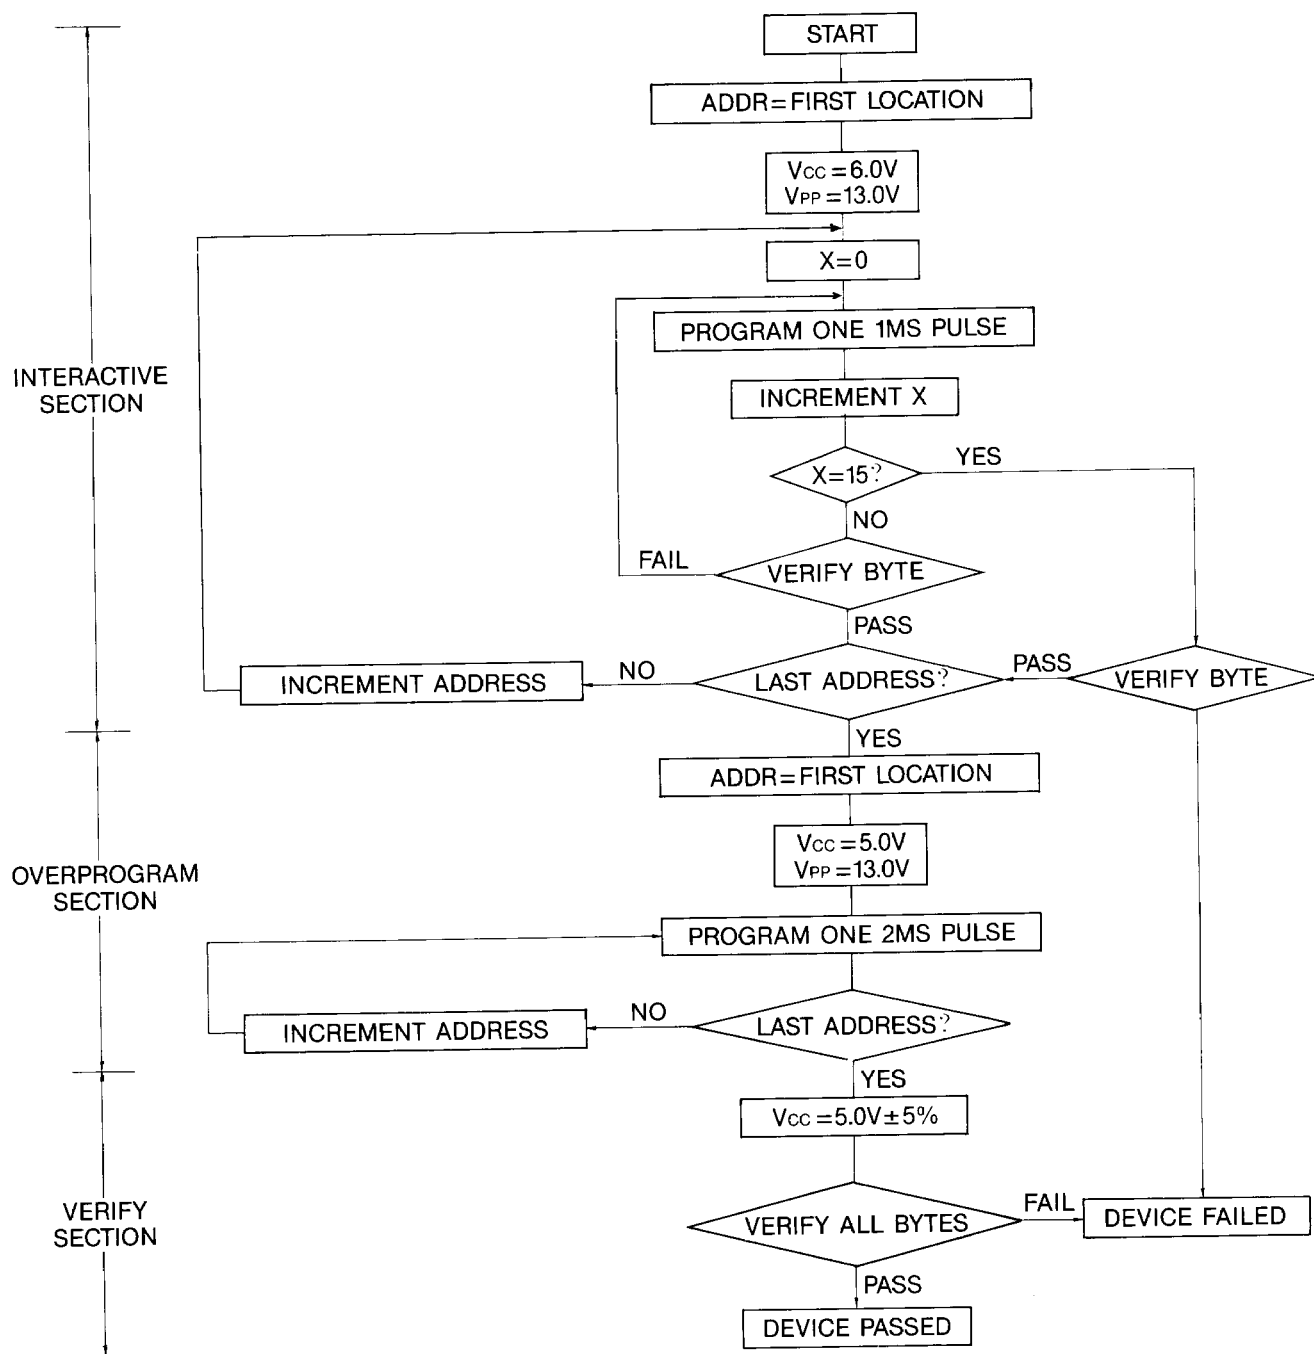 START
ADDR=FIRST LOCATION
VCC=6.0V
VPP=13.0V
X=0
PROGRAM ONE 1MS PULSE
INTERACTIVE
SECTION
INCREMENT X
X=15?
YES
NO
FAIL
VERIFY BYTE
PASS
INCREMENT ADDRESS
NO
LAST ADDRESS?
PASS
VERIFY BYTE
YES
ADDR=FIRST LOCATION
VCC=5.0V
VPP=13.0V
OVERPROGRAM
SECTION
PROGRAM ONE 2MS PULSE
INCREMENT ADDRESS
NO
LAST ADDRESS?
YES
VCC=5.0V±5%
VERIFY
SECTION
VERIFY ALL BYTES
FAIL
DEVICE FAILED
PASS
DEVICE PASSED